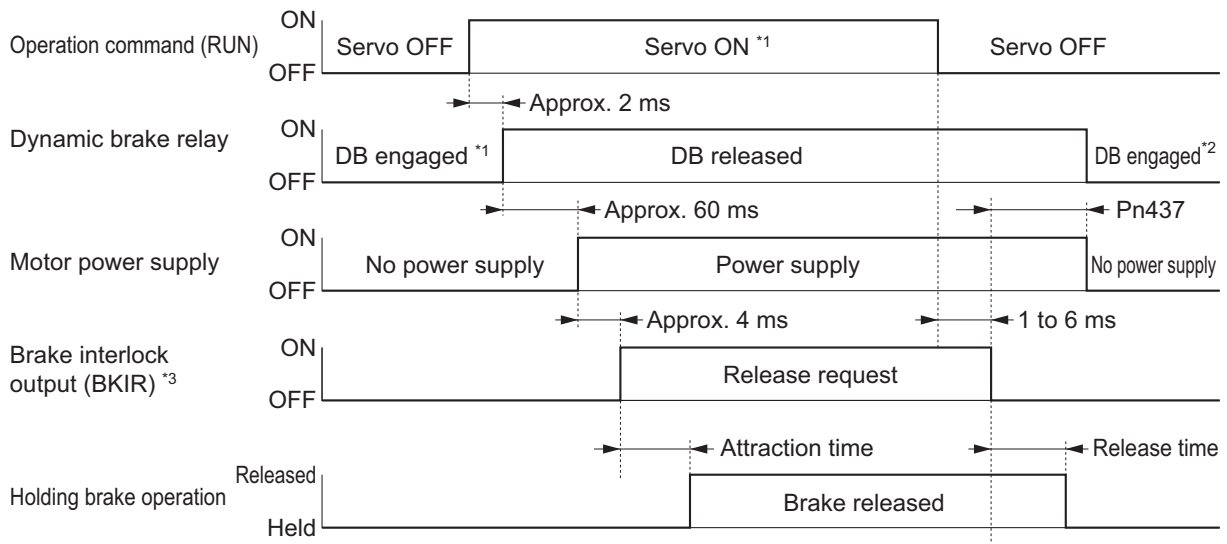 ON
Operation command (RUN)
Servo OFF
Servo ON *1
Servo OFF
OFF
Approx. 2 ms
Dynamic brake relay
ON
DB engaged *1
DB released
DB engaged*2
OFF
Approx. 60 ms
Pn437
Motor power supply
ON
No power supply
Power supply
No power supply
OFF
Approx. 4 ms
1 to 6 ms
Brake interlock
output (BKIR) *3
ON
Release request
OFF
Attraction time
Release time
Holding brake operation
Released
Brake released
Held